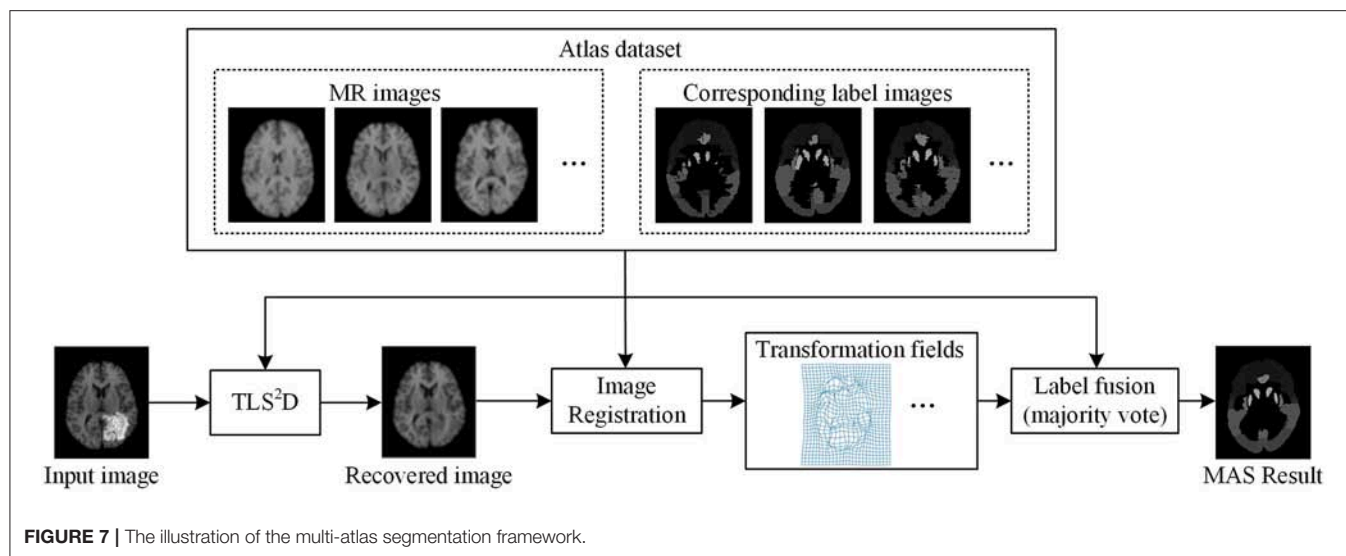 Atlas dataset
MR images
Corresponding label images
...
...
Transformation fields
TLS²D
Image
Registration
...
Label fusion
(majority vote)
Input image
Recovered image
MAS Result
FIGURE 7 | The illustration of the multi-atlas segmentation framework.